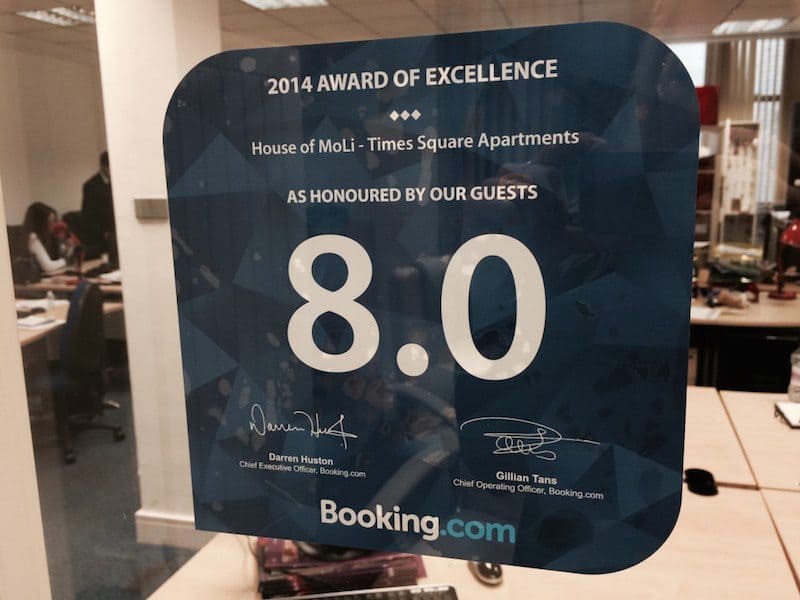 2014 AWARD OF EXCELLENCE
House of MoLi - Times Square Apartments
AS HONOURED BY OUR GUESTS
8.0
Darren Huston
Chief Executive Officer, Booking.com
Gillian Tans
Chief Operating Officer, Booking.com
Booking.com